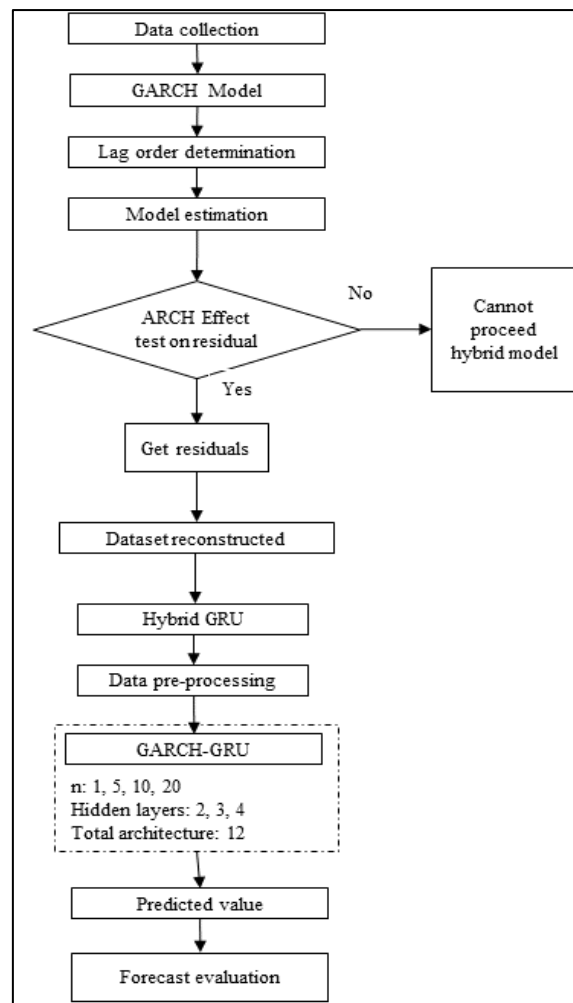 Data collection
GARCH Model
Lag order determination
Model estimation
ARCH Effect
test on residual
No
Cannot
proceed
hybrid model
Yes
Get residuals
Dataset reconstructed
Hybrid GRU
Data pre-processing
GARCH-GRU
n: 1, 5, 10, 20
Hidden layers: 2, 3, 4
Total architecture: 12
Predicted value
Forecast evaluation